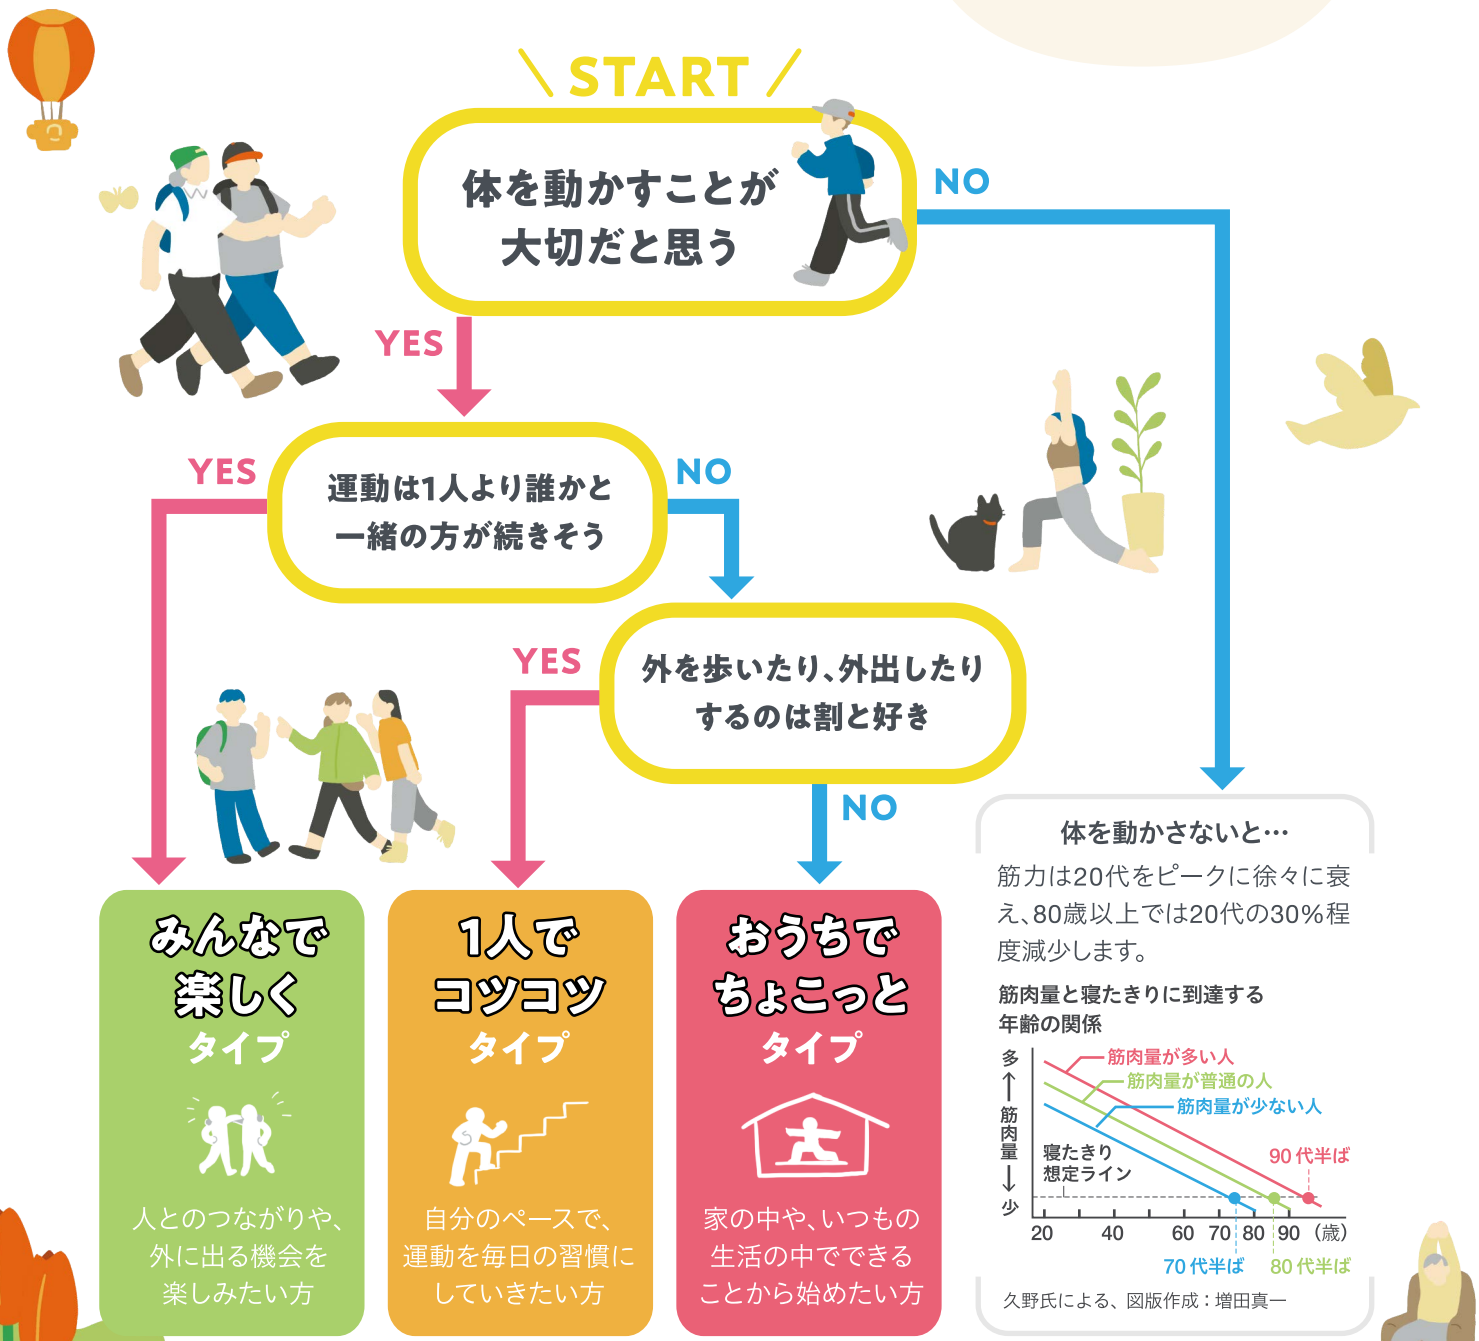 START
体を動かすことが
大切だと思う
NO
YES
YES
運動は1人より誰かと
一緒の方が続きそう
NO
YES
外を歩いたり、外出したり
するのは割と好き
NO
みんなで
楽しく
タイプ
人とのつながりや、
外に出る機会を
楽しみたい方
1人で
コツコツ
タイプ
自分のペースで、
運動を毎日の習慣に
していきたい方
おうちで
ちょこっと
タイプ
家の中や、いつもの
生活の中でできる
ことから始めたい方
体を動かさないと…
筋力は20代をピークに徐々に衰
え、80歳以上では20代の30%程
度減少します。
筋肉量と寝たきりに到達する
年齢の関係
多
筋肉量
少
筋肉量が多い人
筋肉量が普通の人
筋肉量が少ない人
寝たきり
想定ライン
90代半ば
20 40 60 70 80 90 (歳)
70代半ば 80代半ば
久野氏による、図版作成：増田真一